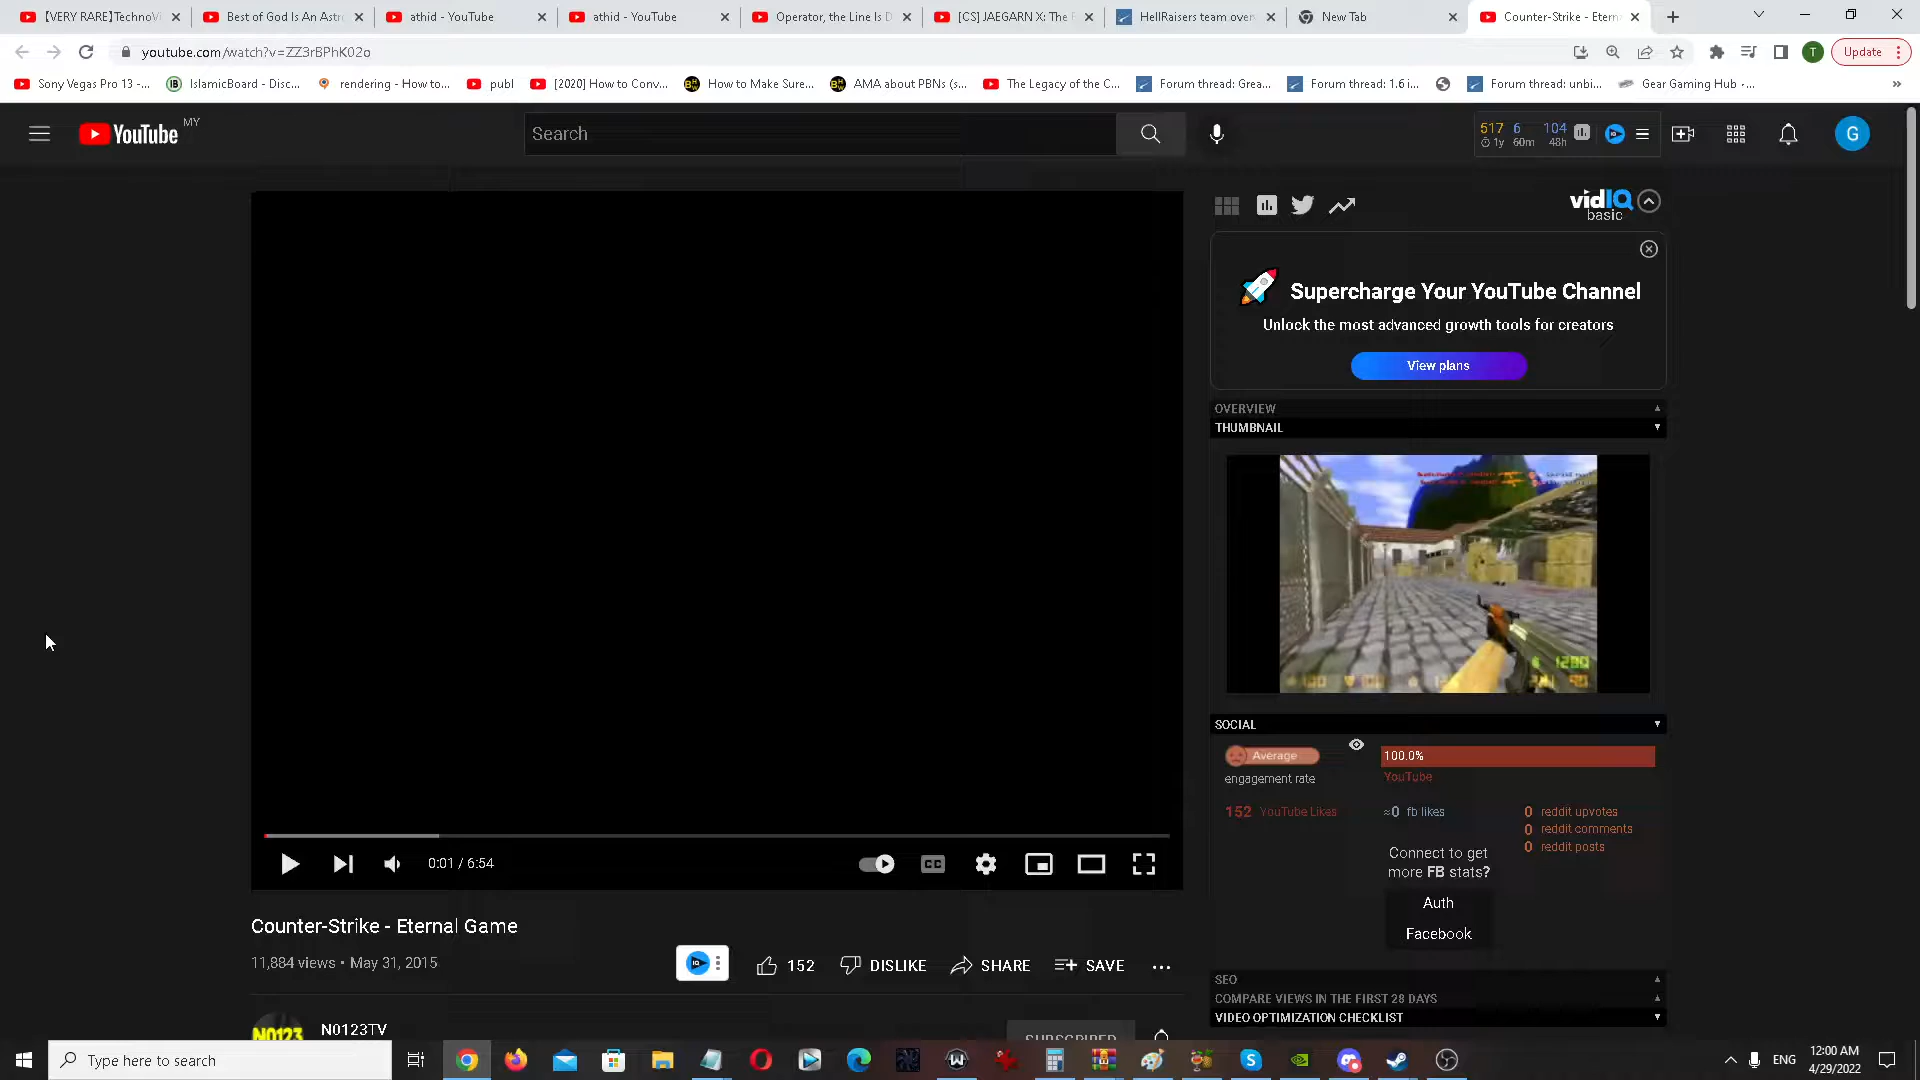 [VERY RARE]TechnoVi
Best of God Is An Astr
athid - YouTube
athid - YouTube
Operator, the Line Is D
[CS] JAEGARN X: The
HellRaisers team over
New Tab
Counter-Strike - Etern
youtube.com/watch?v=ZZ3rBPhK02o
Update
Sony Vegas Pro 13 -...
IslamicBoard - Disc...
rendering - How to...
publ
[2020] How to Conv...
How to Make Sure...
AMA about PBNs (s...
The Legacy of the C...
Forum thread: Grea...
Forum thread: 1.6 i...
Forum thread: unbi...
Gear Gaming Hub -...
»
YouTube MY
Search
517 6 104
1y 60m 48h
G
vidIQ
basic
Supercharge Your YouTube Channel
Unlock the most advanced growth tools for creators
View plans
OVERVIEW
THUMBNAIL
SOCIAL
Average
engagement rate
100.0%
YouTube
152 YouTube Likes
≈0 fb likes
0 reddit upvotes
0 reddit comments
0 reddit posts
Connect to get
more FB stats?
Auth
Facebook
SEO
COMPARE VIEWS IN THE FIRST 28 DAYS
VIDEO OPTIMIZATION CHECKLIST
0:01 / 6:54
CC
Counter-Strike - Eternal Game
11,884 views • May 31, 2015
152
DISLIKE
SHARE
SAVE
N0123
N0123TV
SUBSCRIBED
Type here to search
ENG
12:00 AM
4/29/2022